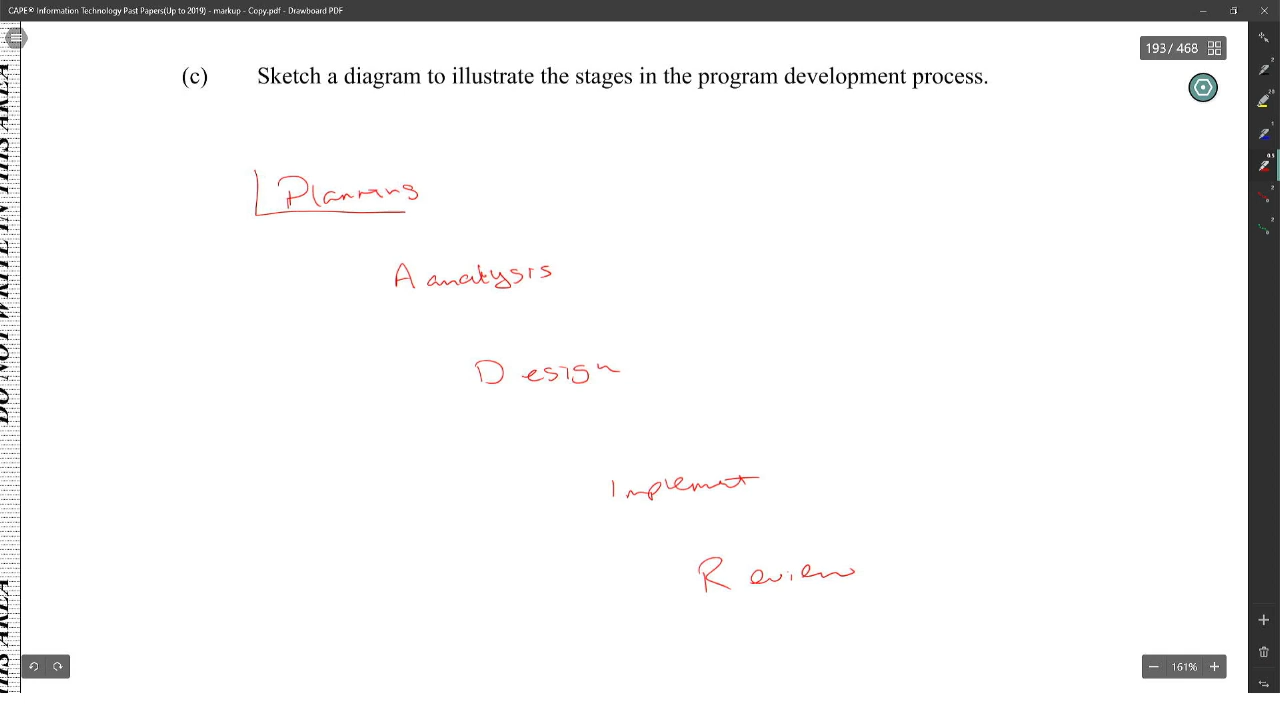 CAPE® Information Technology Past Papers(Up to 2019) - markup - Copy.pdf - Drawboard PDF
193 / 468
(c) Sketch a diagram to illustrate the stages in the program development process.
Planning
A analysis
Design
Implement
Review
161%